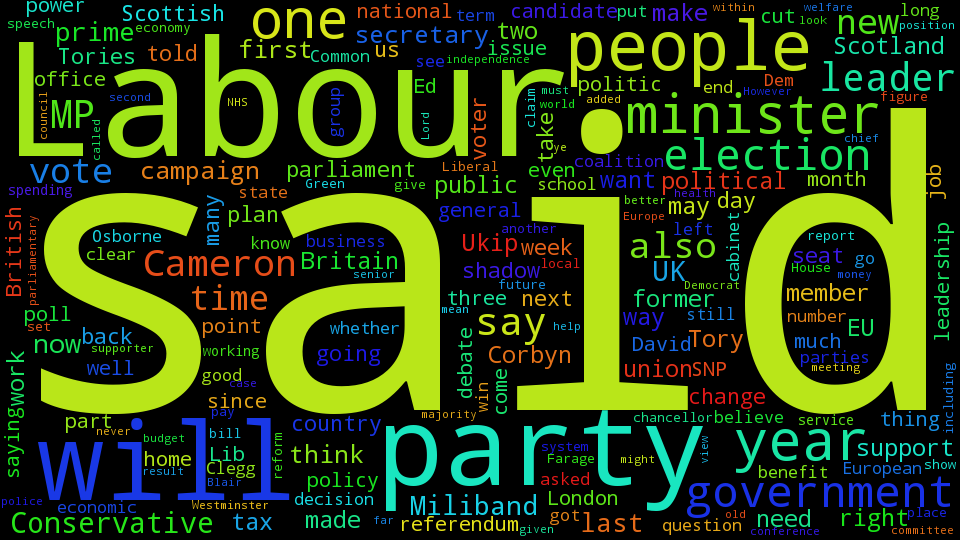 power
Scottish
speech
economy
one
national
term
candidate
put
make
cut
welfare
look
within
position
new
long
prime
Tories
told
office
first
secretary
Common
us
see
independence
two
issue
people
Scotland
leader
Labour
MP
council
called
second
NHS
group
Ed
Lord
voter
claim
must
world
added
ye
take
politic
end
However
Dem
figure
minister
chief
election
vote
campaign
parliament
Liberal
even
coalition
want
political
month
job
spending
Green
give
public
school
health
state
better
Europe
may
day
British
parliamentary
many
plan
general
another
left
cabinet
report
Osborne
clear
know
business
Ukip
week
also
seat
go
House
money
leadership
Cameron
Britain
senior
shadow
local
future
UK
Democrat
member
time
three
next
former
number
EU
poll
set
point
whether
mean
say
help
way
still
said
now
back
supporter
working
going
debate
Corbyn
David
Tory
much
parties
meeting
well
good
case
win
come
union
SNP
change
including
saying
work
since
pay
country
majority
chancellor
believe
service
thing
part
never
budget
result
bill
will
home
Lib
Clegg
Blair
reform
think
party
system
Farage
might
view
year
support
European
show
benefit
police
economic
Westminster
policy
decision
asked
London
government
place
Conservative
tax
made
far
Miliband
referendum
given
got
last
question
old
need
conference
right
committee